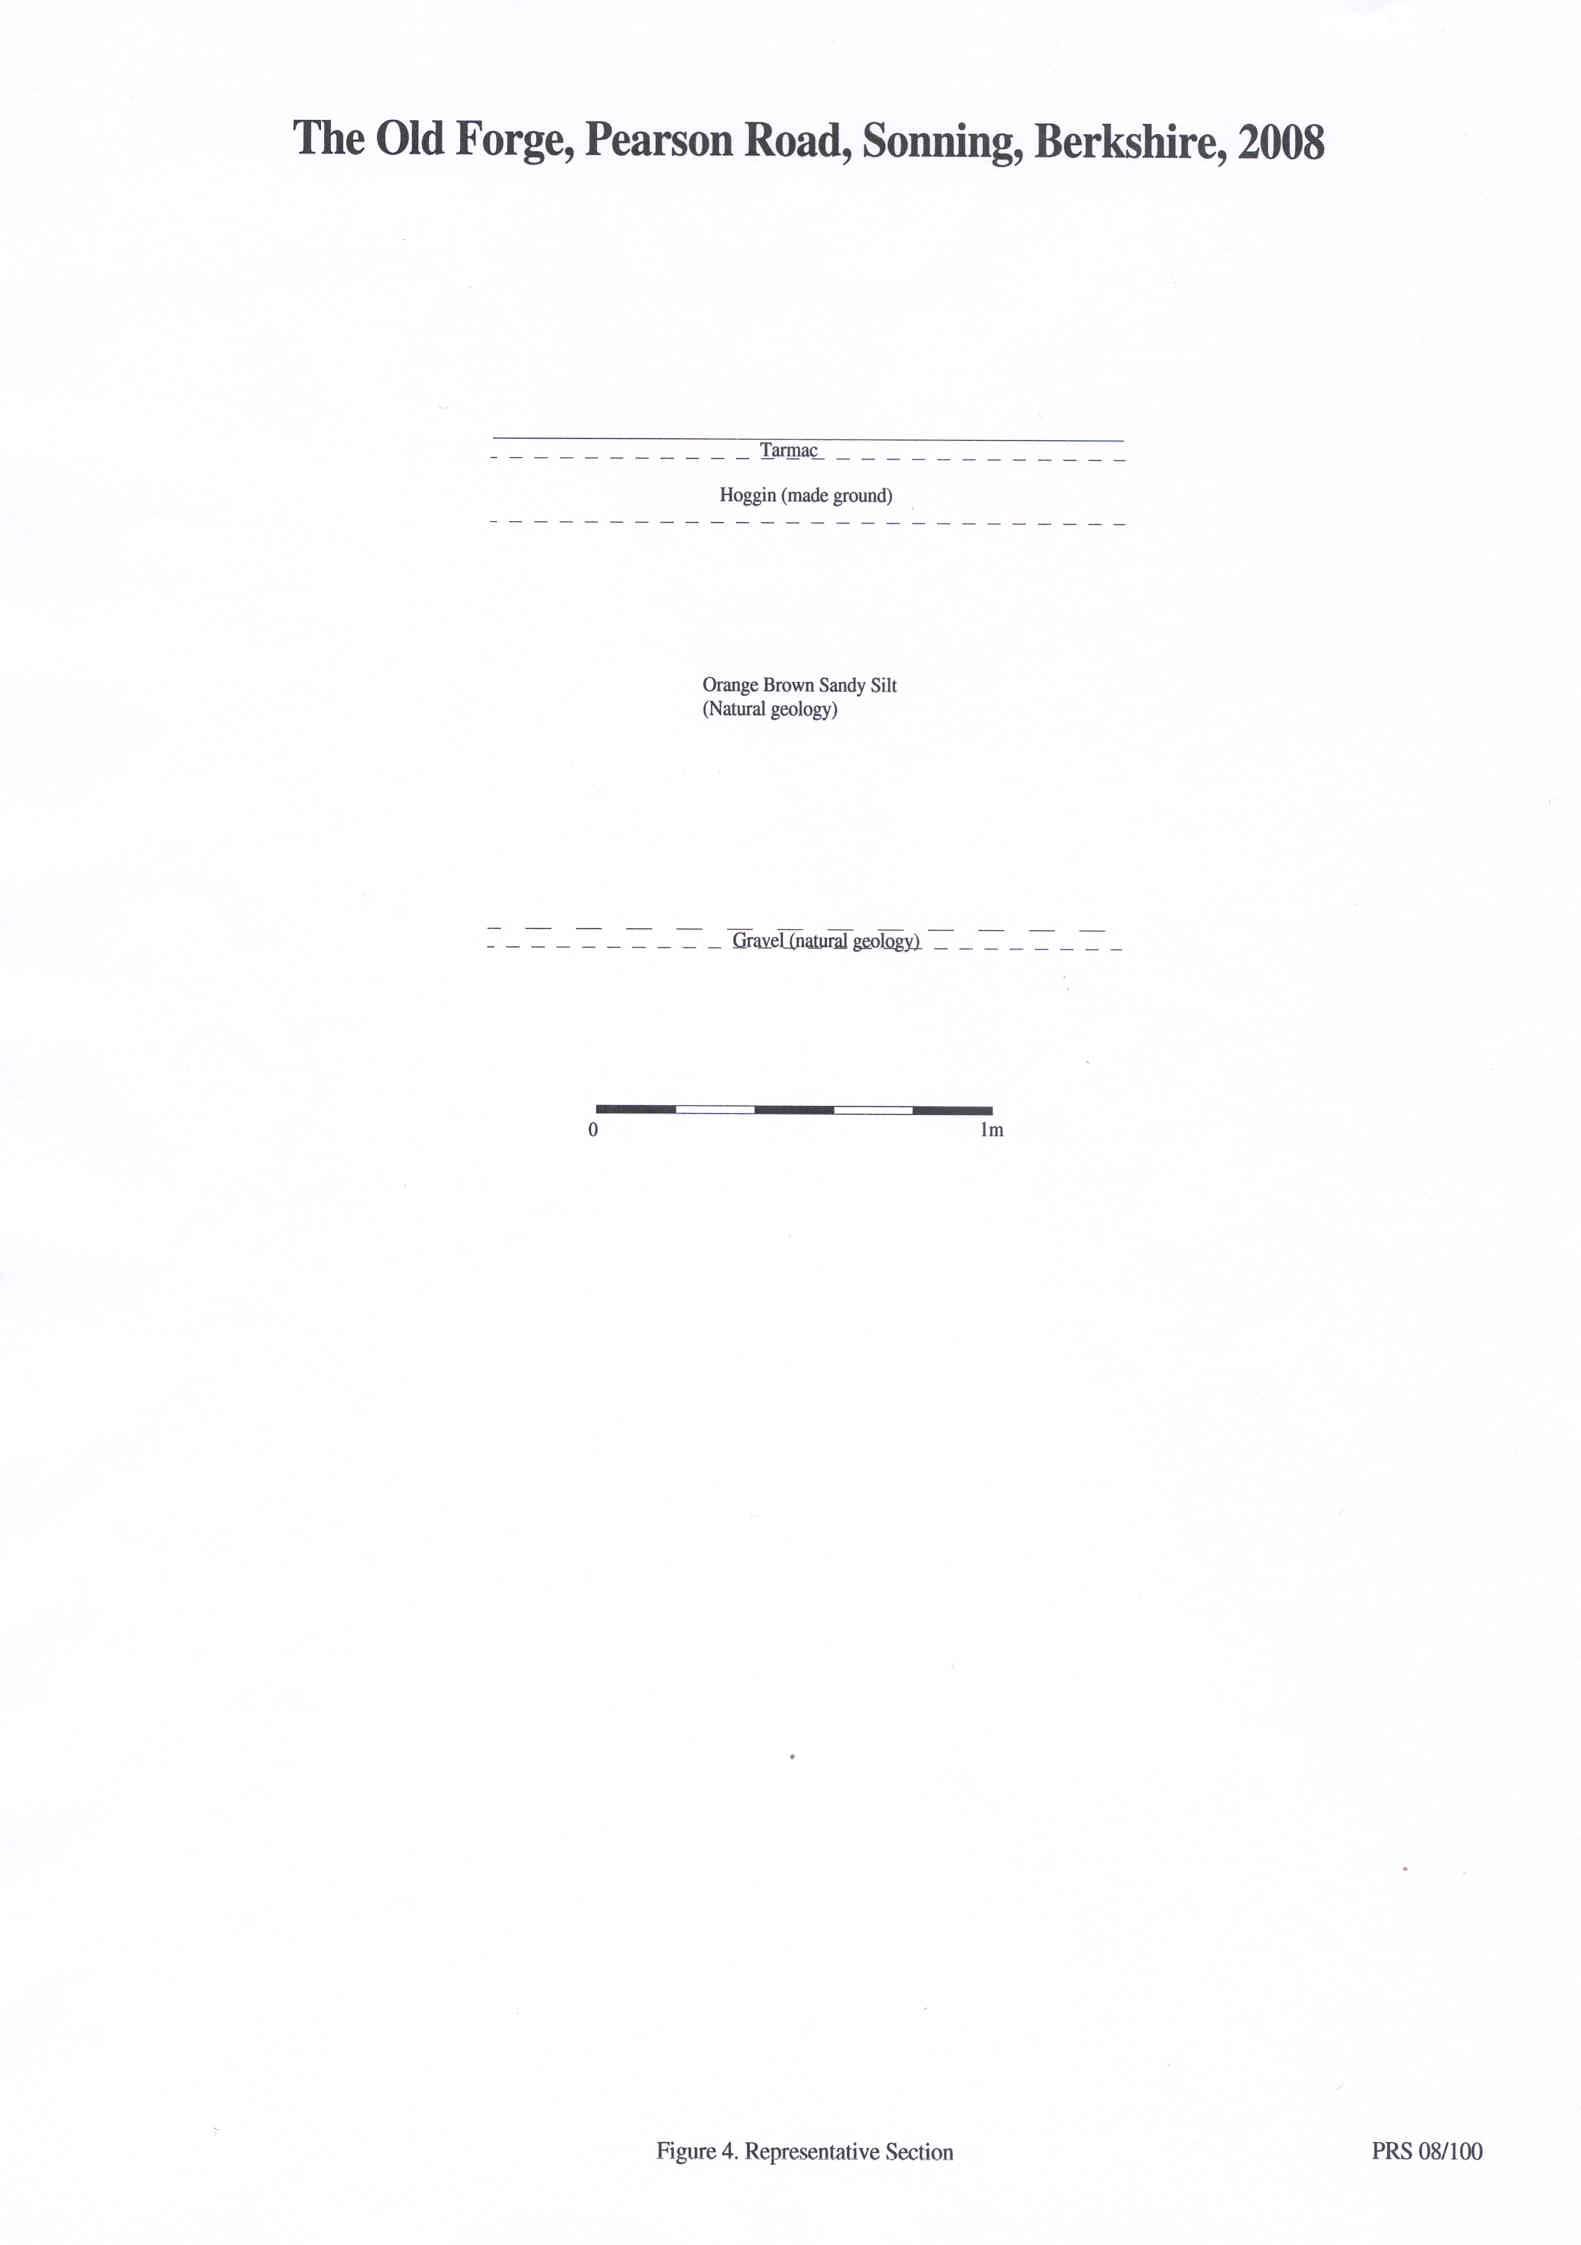 The Old Forge, Pearson Road, Sonning, Berkshire, 2008
Tarmac
Hoggin (made ground)
Orange Brown Sandy Silt
(Natural geology)
Gravel (natural geology)
0 1m
Figure 4. Representative Section PRS 08/100